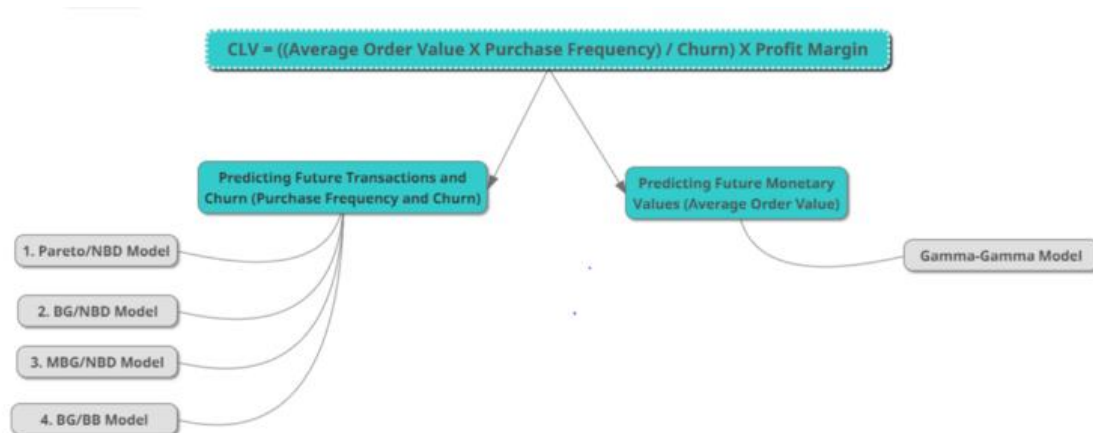 CLV = ((Average Order Value X Purchase Frequency) / Churn) X Profit Margin
Predicting Future Transactions and
Churn (Purchase Frequency and Churn)
Predicting Future Monetary
Values (Average Order Value)
1. Pareto/NBD Model
2. BG/NBD Model
3. MBG/NBD Model
4. BG/BB Model
Gamma-Gamma Model